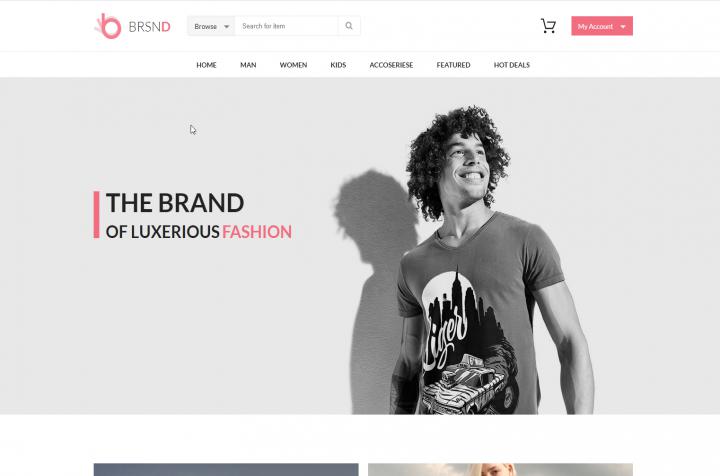 BRSND
Browse
Search for item
My Account
HOME MAN WOMEN KIDS ACCOSERIESE FEATURED HOT DEALS
THE BRAND
OF LUXERIOUS FASHION
Liger